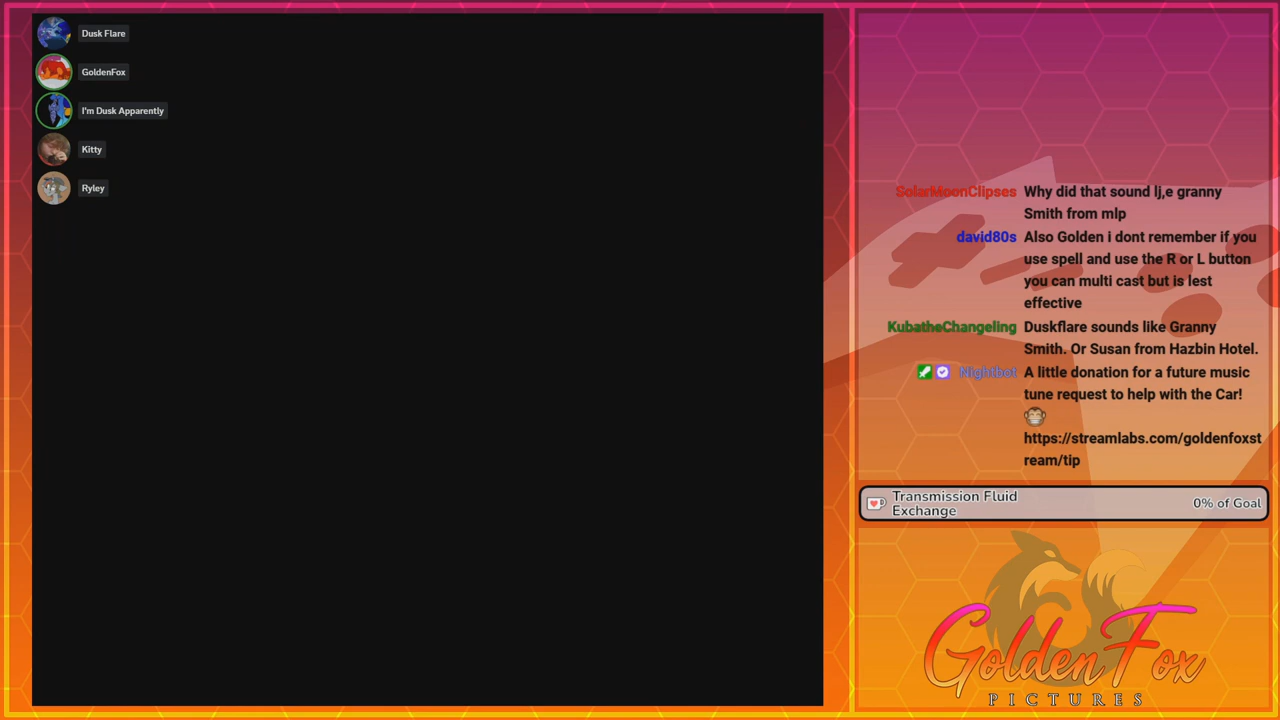 Dusk Flare
GoldenFox
I'm Dusk Apparently
Kitty
Ryley
SolarMoonClipses Why did that sound lj,e granny
Smith from mlp
david80s Also Golden i dont remember if you
use spell and use the R or L button
you can multi cast but is lest
effective
KubatheChangeling Duskflare sounds like Granny
Smith. Or Susan from Hazbin Hotel.
Nightbot A little donation for a future music
tune request to help with the Car!
https://streamlabs.com/goldenfoxst
ream/tip
Transmission Fluid
Exchange
0% of Goal
GoldenFox
PICTURES